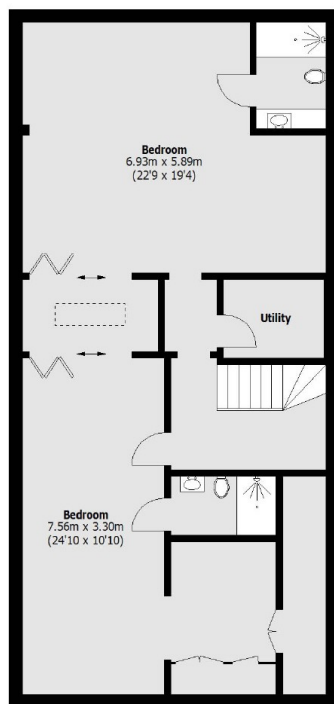 Bedroom
6.93m x 5.89m
(22'9 x 19'4)
Utility
Bedroom
7.56m x 3.30m
(24'10 x 10'10)